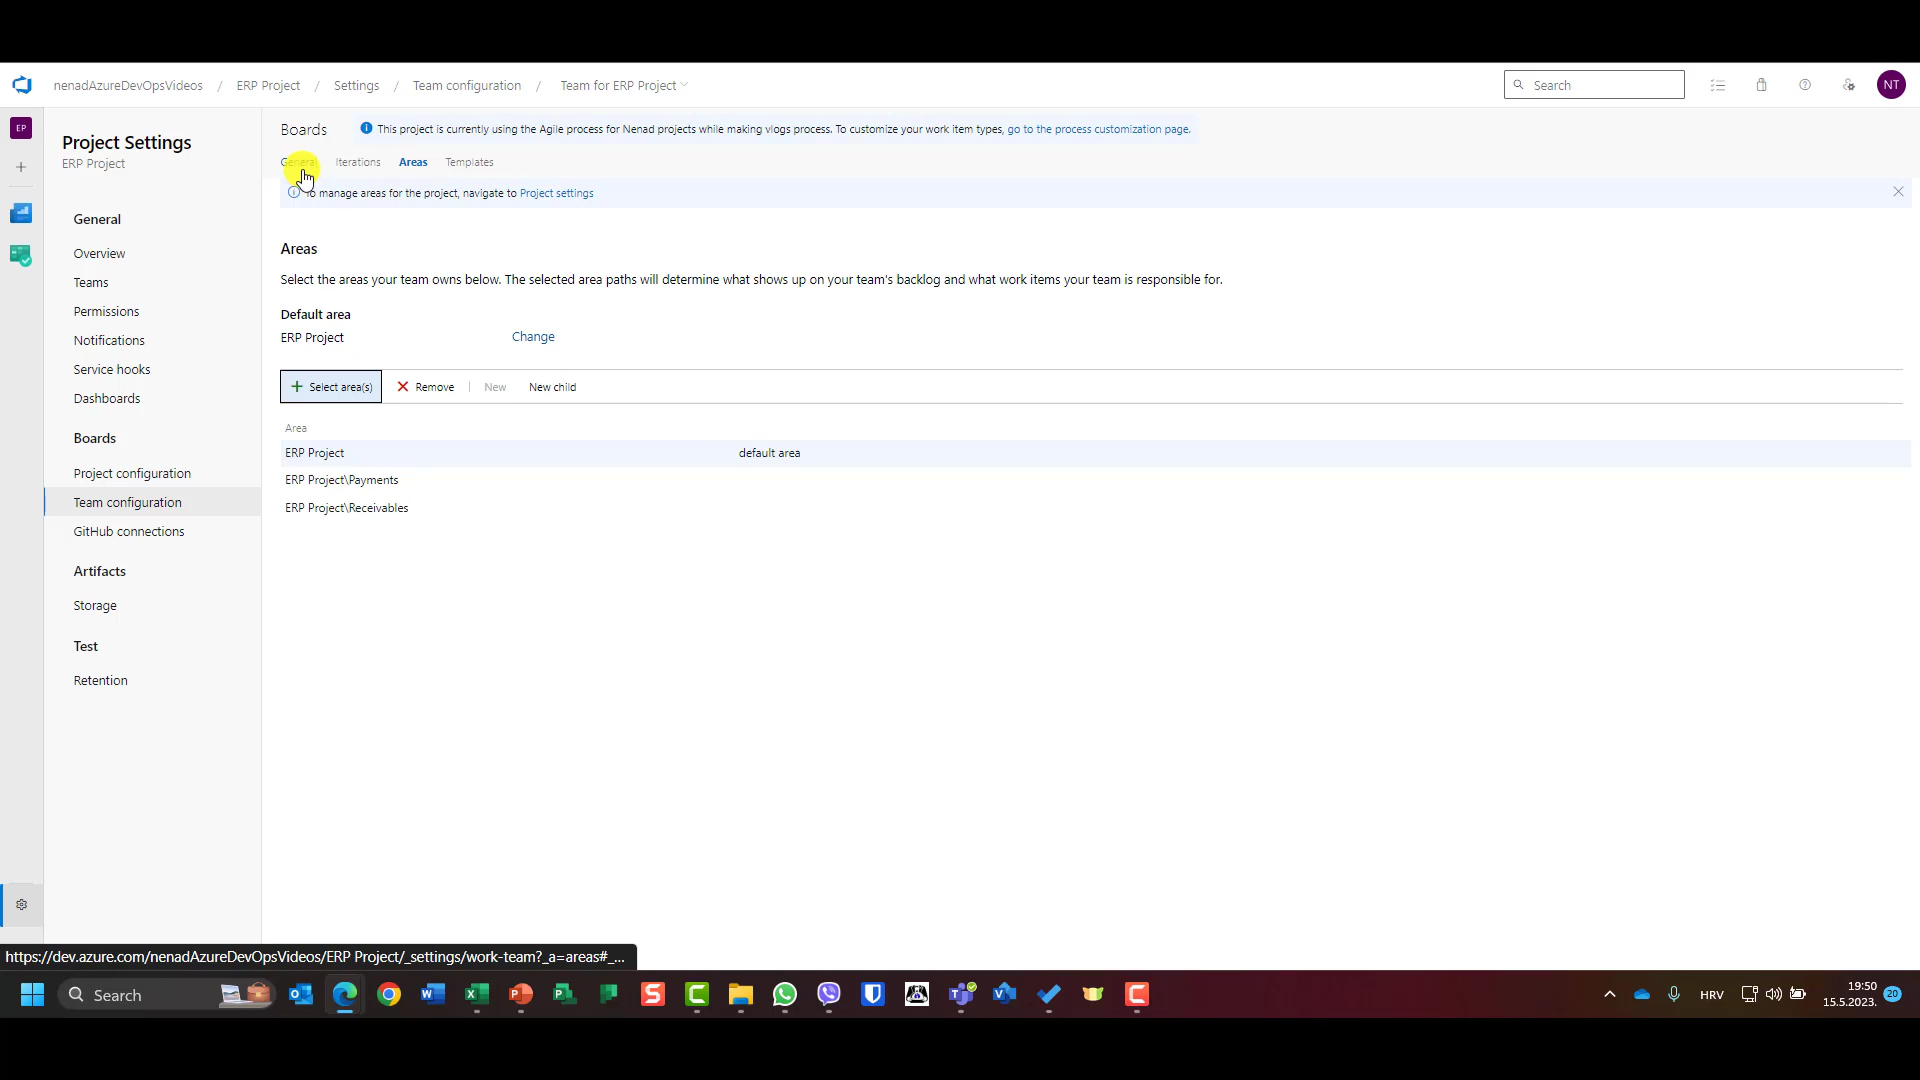 nenadAzureDevOpsVideos / ERP Project / Settings / Team configuration / Team for ERP Project
Search
NT
EP
Project Settings
ERP Project
General
Overview
Teams
Permissions
Notifications
Service hooks
Dashboards
Boards
Project configuration
Team configuration
GitHub connections
Artifacts
Storage
Test
Retention
Boards
This project is currently using the Agile process for Nenad projects while making vlogs process. To customize your work item types, go to the process customization page.
General Iterations Areas Templates
To manage areas for the project, navigate to Project settings
Areas
Select the areas your team owns below. The selected area paths will determine what shows up on your team's backlog and what work items your team is responsible for.
Default area
ERP Project Change
Select area(s) Remove New New child
Area
ERP Project default area
ERP Project\Payments
ERP Project\Receivables
https://dev.azure.com/nenadAzureDevOpsVideos/ERP Project/_settings/work-team?_a=areas#_...
Search
HRV
19:50
15.5.2023.
20